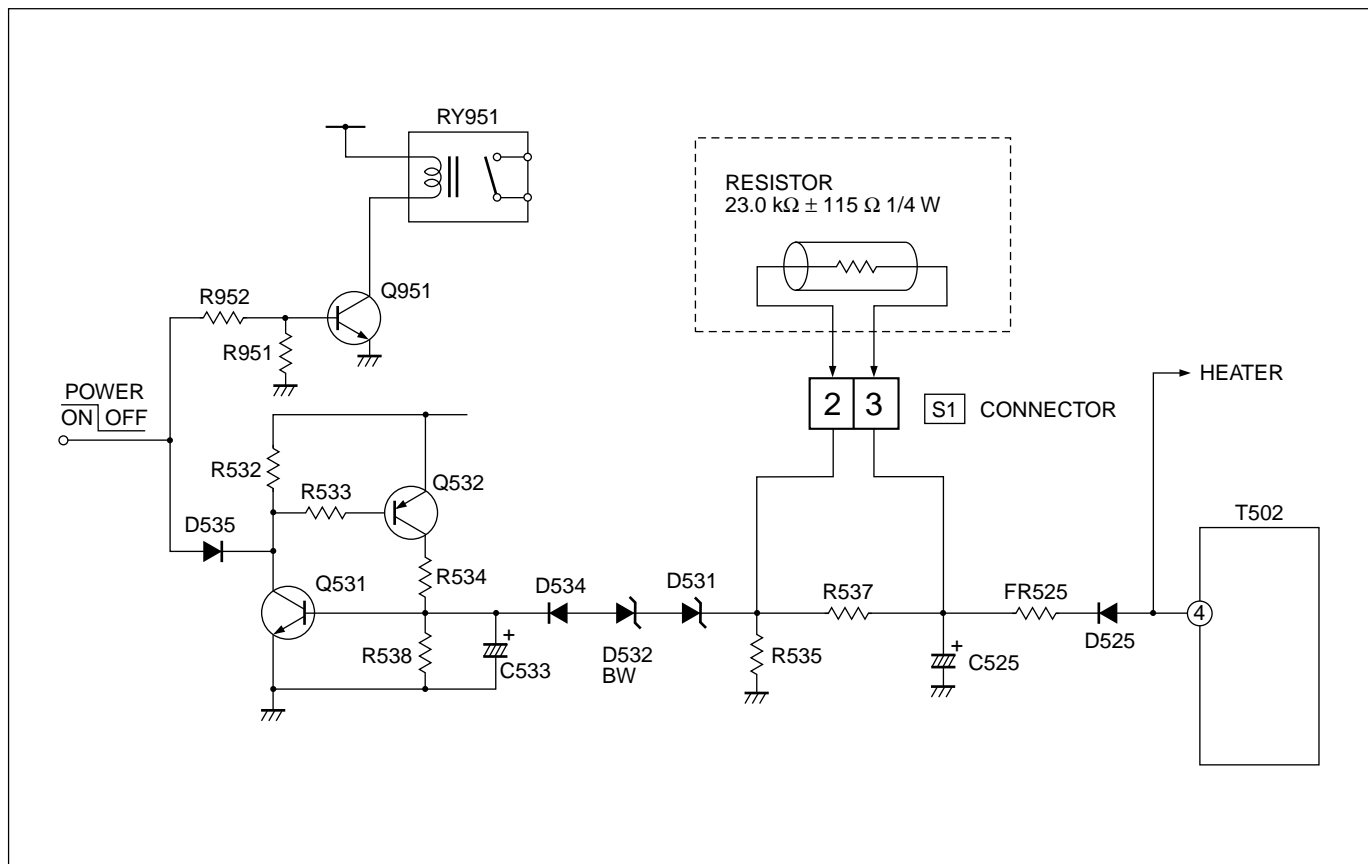 RY951
RESISTOR
23.0 kΩ ± 115 Ω 1/4 W
Q951
R952
R951
POWER
ON OFF
2 3
S1 CONNECTOR
HEATER
R532
R533
Q532
T502
D535
Q531
R534
D534
D531
R537
FR525
4
R538
+
C533
D532
BW
R535
+
C525
D525